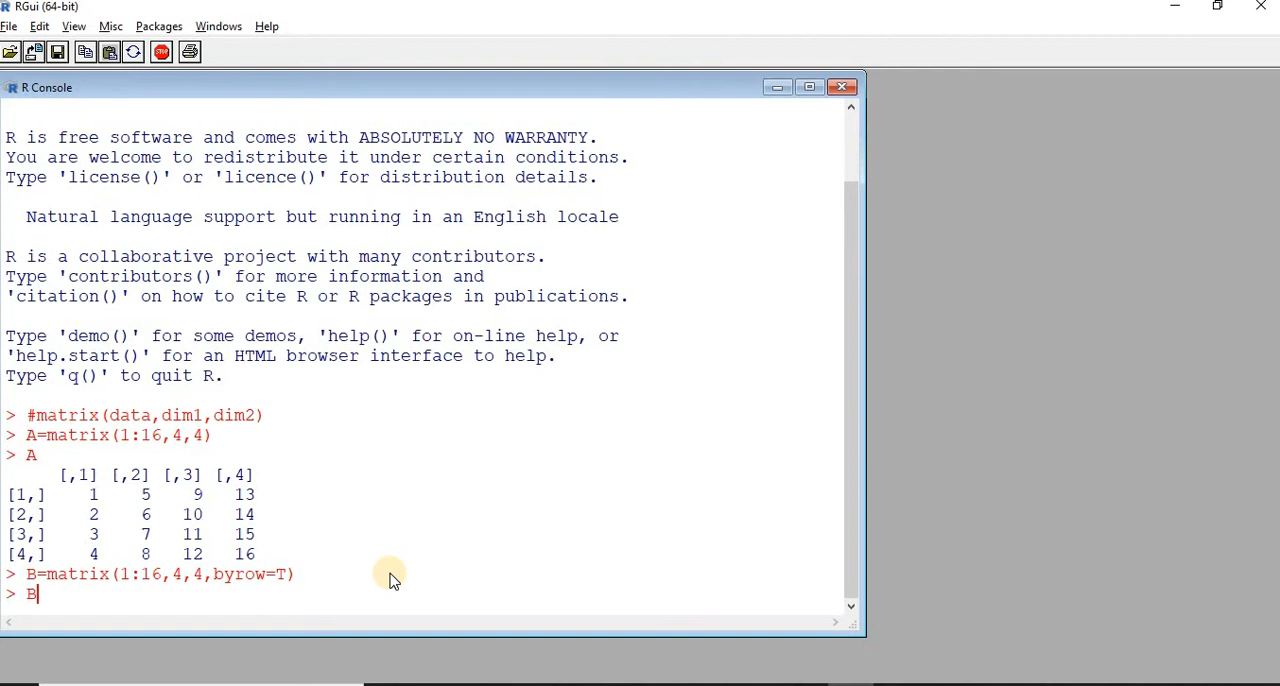 RGui (64-bit)
File Edit View Misc Packages Windows Help
STOP
R Console
R is free software and comes with ABSOLUTELY NO WARRANTY.
You are welcome to redistribute it under certain conditions.
Type 'license()' or 'licence()' for distribution details.
Natural language support but running in an English locale
R is a collaborative project with many contributors.
Type 'contributors()' for more information and
'citation()' on how to cite R or R packages in publications.
Type 'demo()' for some demos, 'help()' for on-line help, or
'help.start()' for an HTML browser interface to help.
Type 'q()' to quit R.
> #matrix(data,dim1,dim2)
> A=matrix(1:16,4,4)
> A
[,1] [,2] [,3] [,4]
[1,] 1 5 9 13
[2,] 2 6 10 14
[3,] 3 7 11 15
[4,] 4 8 12 16
> B=matrix(1:16,4,4,byrow=T)
> B